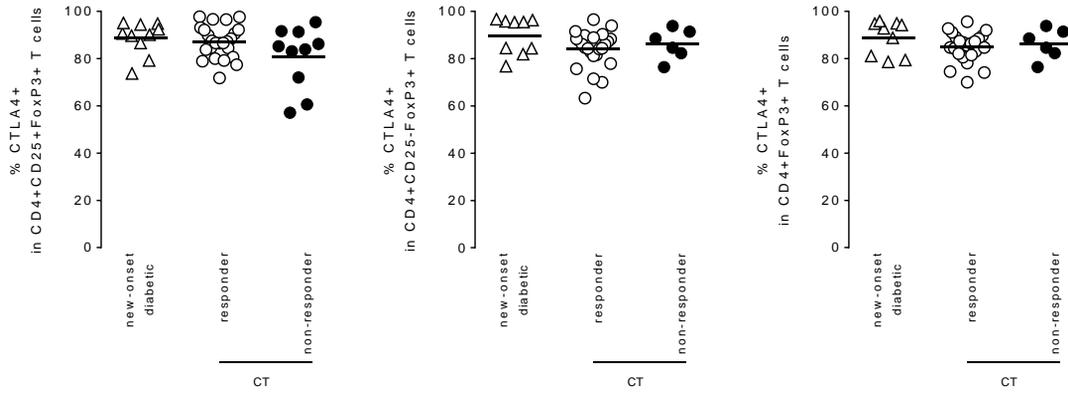 % CTLA4+
in CD4+CD25+FoxP3+ T cells
100
80
60
40
20
0
new-onset
diabetic
responder
non-responder
CT
% CTLA4+
in CD4+CD25-FoxP3+ T cells
100
80
60
40
20
0
new-onset
diabetic
responder
non-responder
CT
% CTLA4+
in CD4+FoxP3+ T cells
100
80
60
40
20
0
new-onset
diabetic
responder
non-responder
CT